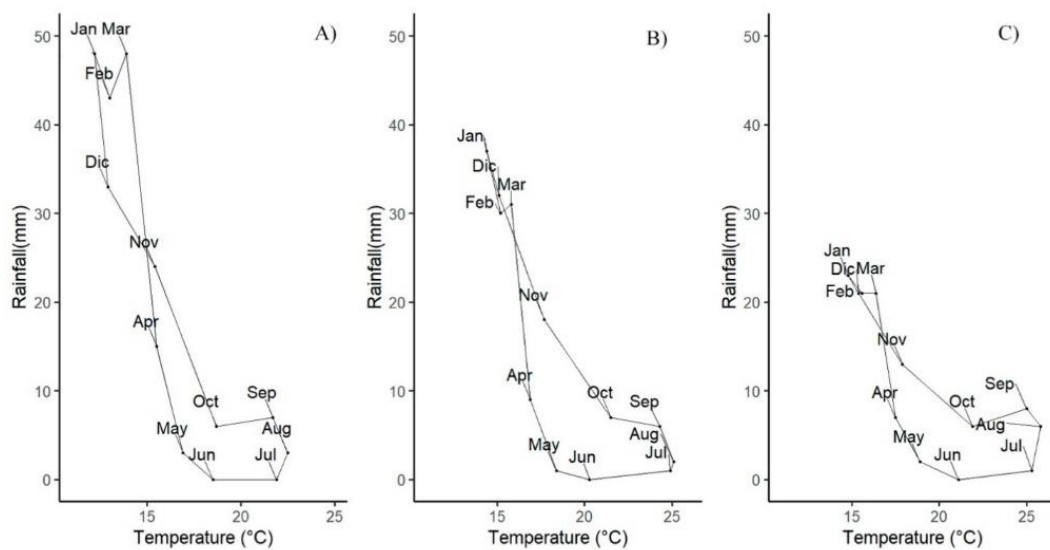 A)
Rainfall(mm)
50
40
30
20
10
0
Jan Mar
Feb
Dic
Nov
Apr
Oct
Sep
May
Aug
Jun
Jul
15
20
25
Temperature (°C)
B)
Rainfall(mm)
50
40
30
20
10
0
Jan
Dic
Mar
Feb
Nov
Apr
Oct
Sep
May
Aug
Jun
Jul
15
20
25
Temperature (°C)
C)
Rainfall(mm)
50
40
30
20
10
0
Jan
Dic Mar
Feb
Nov
Apr
Oct
Sep
Aug
May
Jun
Jul
15
20
25
Temperature (°C)